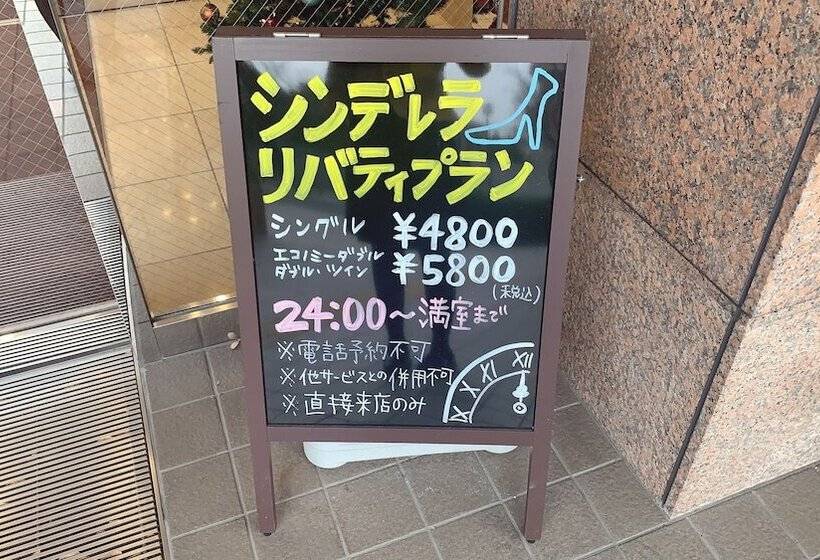 シンデレラ
リバティプラン
シングル ¥4800
エコノミーダブル
ダブル・ツイン ¥5800
(税込)
24:00～満室まで
※電話予約不可
※他サービスとの併用不可
※直接来店のみ
IX X XI XII